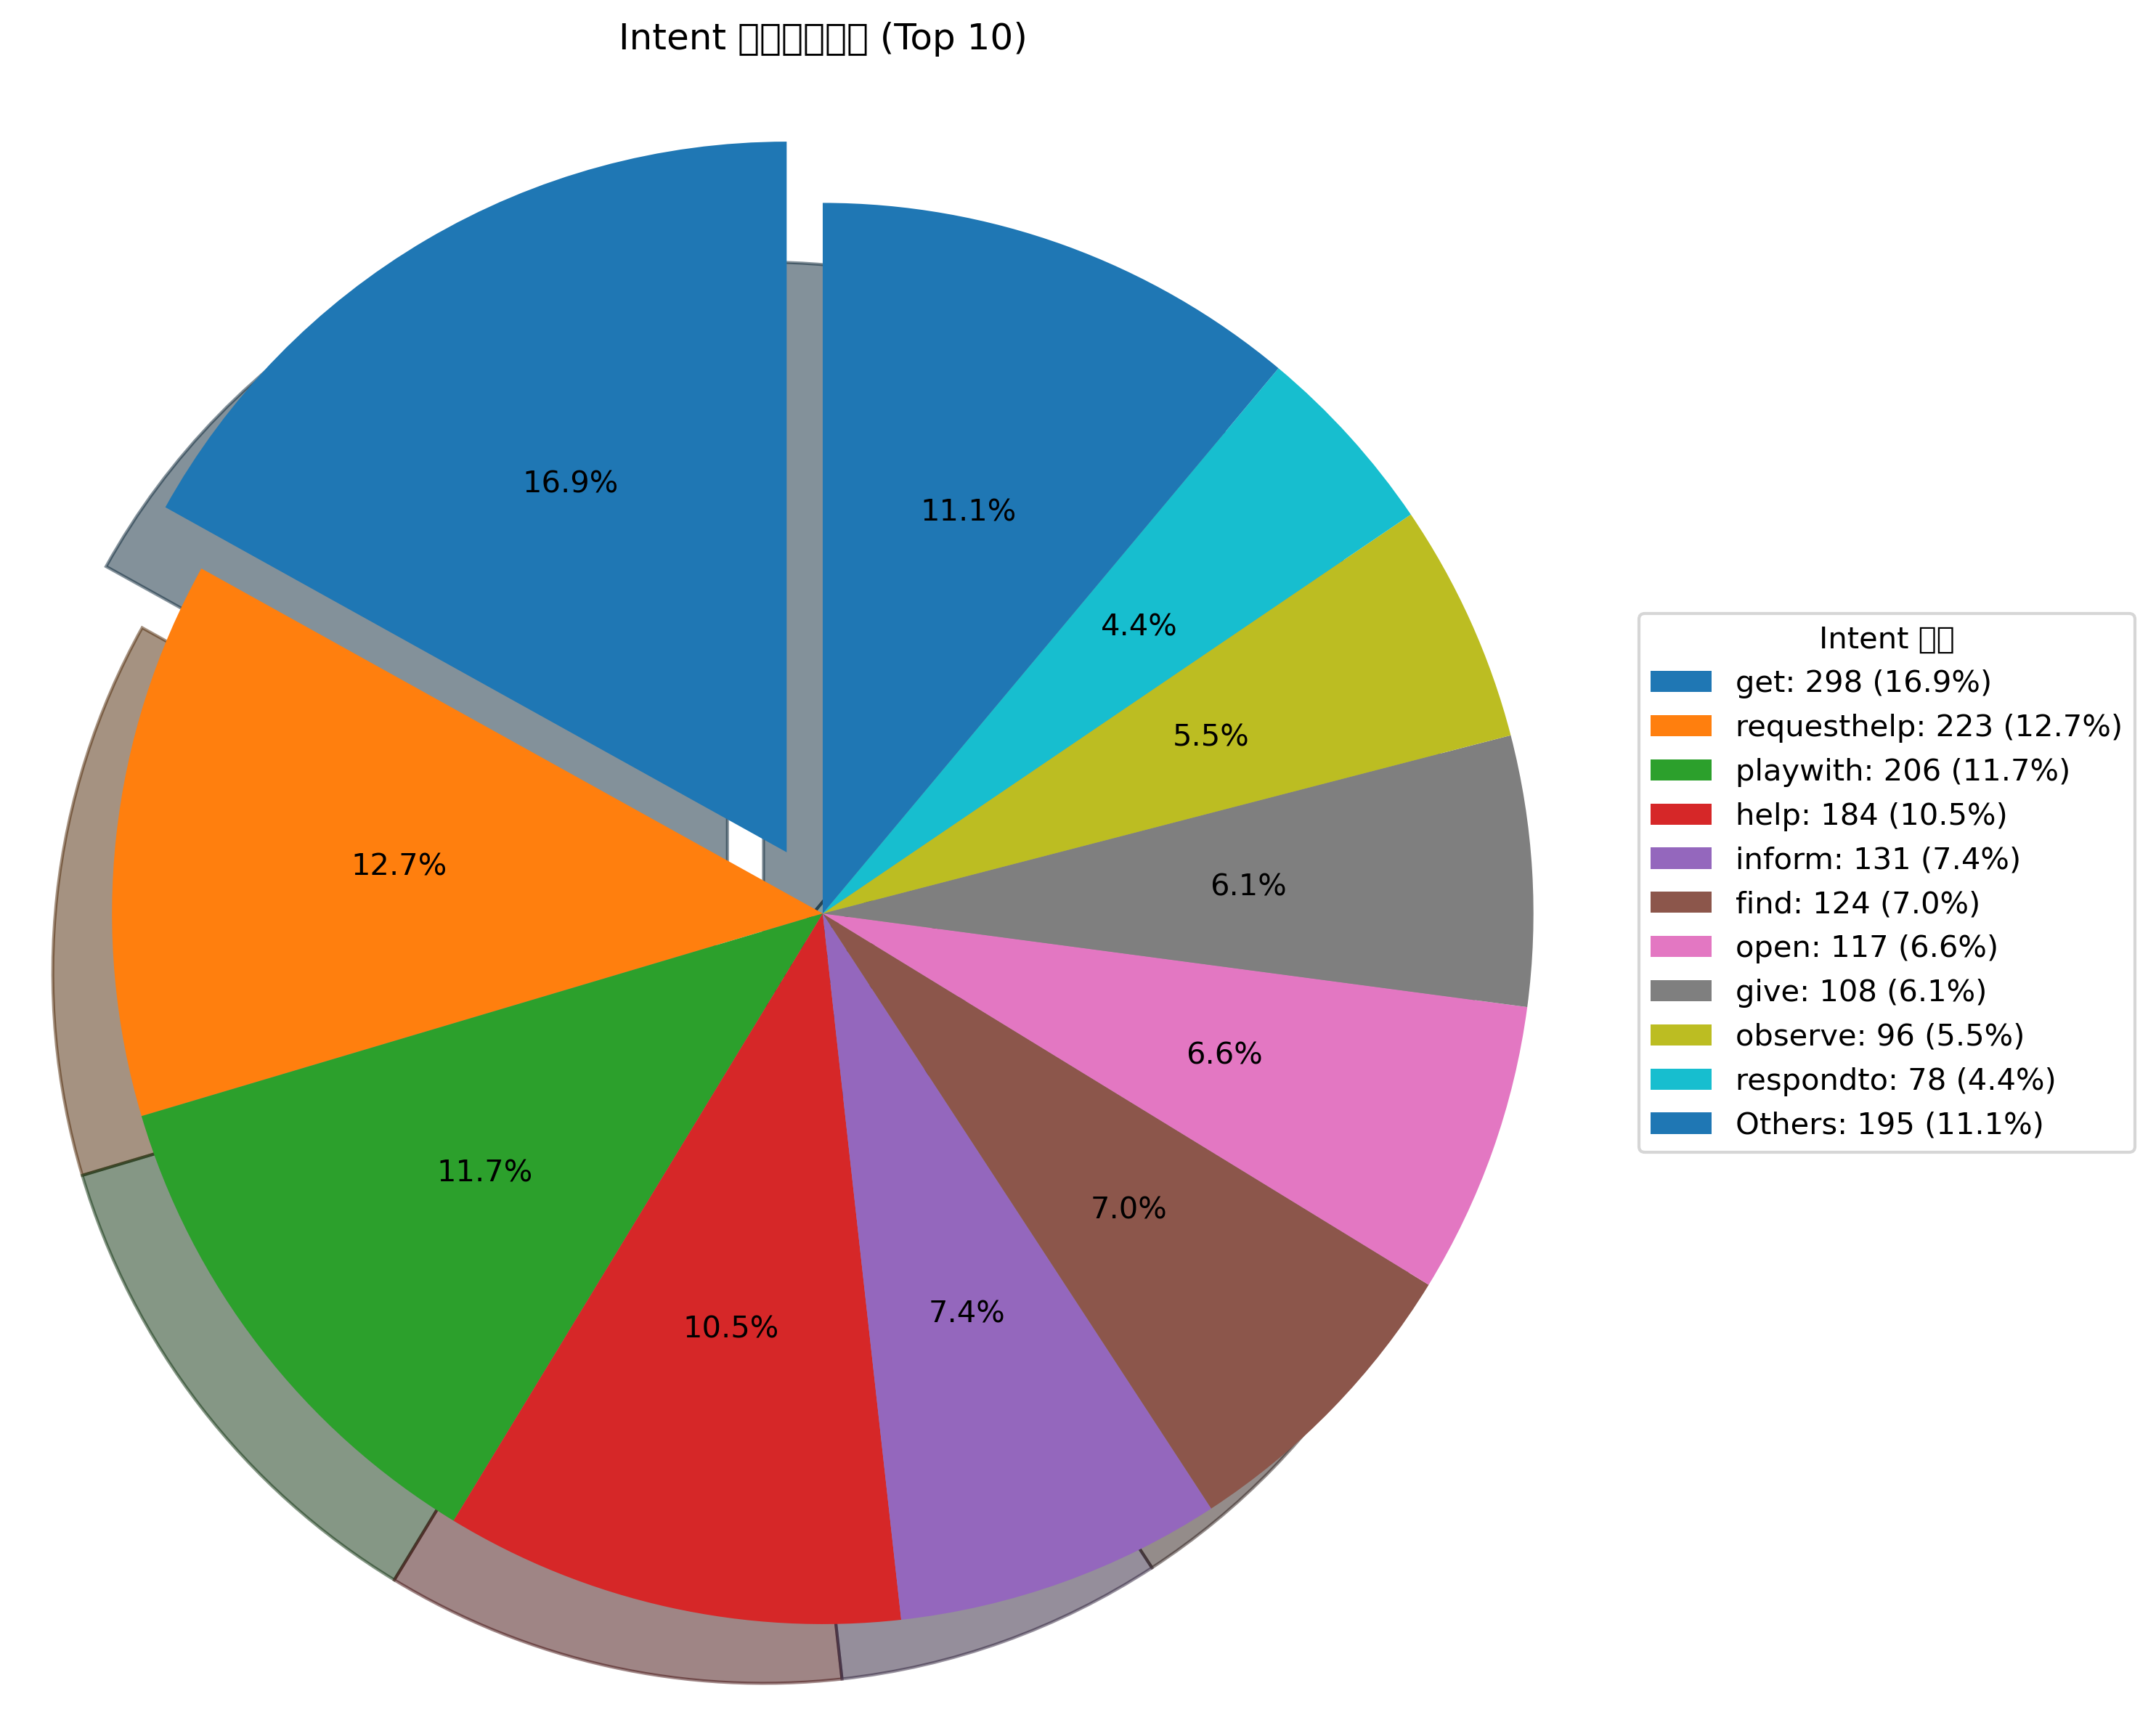 Intent (Top 10)
16.9%
11.1%
4.4%
5.5%
12.7%
6.1%
6.6%
11.7%
7.0%
10.5%
7.4%
Intent
get: 298 (16.9%)
requesthelp: 223 (12.7%)
playwith: 206 (11.7%)
help: 184 (10.5%)
inform: 131 (7.4%)
find: 124 (7.0%)
open: 117 (6.6%)
give: 108 (6.1%)
observe: 96 (5.5%)
respondto: 78 (4.4%)
Others: 195 (11.1%)